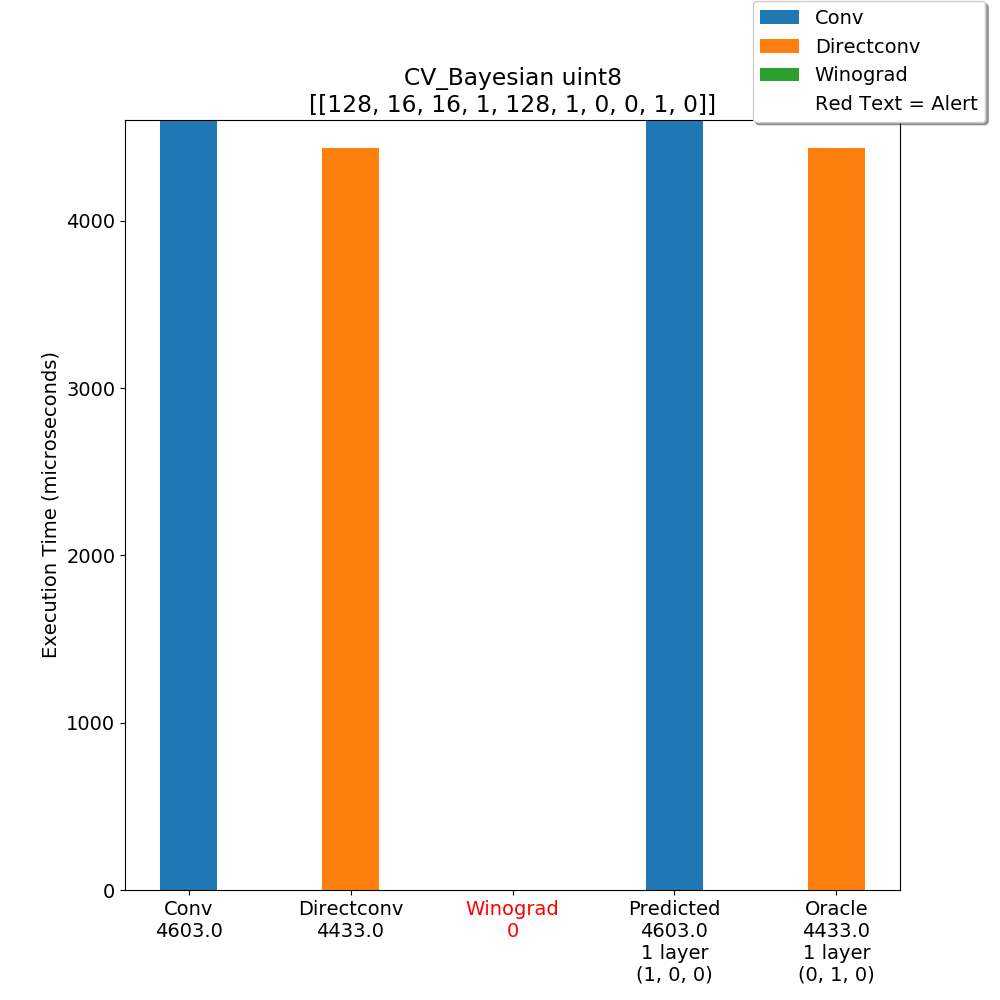 Conv
Directconv
Winograd
Red Text = Alert
CV_Bayesian uint8
[[128, 16, 16, 1, 128, 1, 0, 0, 1, 0]]
Execution Time (microseconds)
4000
3000
2000
1000
0
Conv
4603.0
Directconv
4433.0
Winograd
0
Predicted
4603.0
1 layer
(1, 0, 0)
Oracle
4433.0
1 layer
(0, 1, 0)